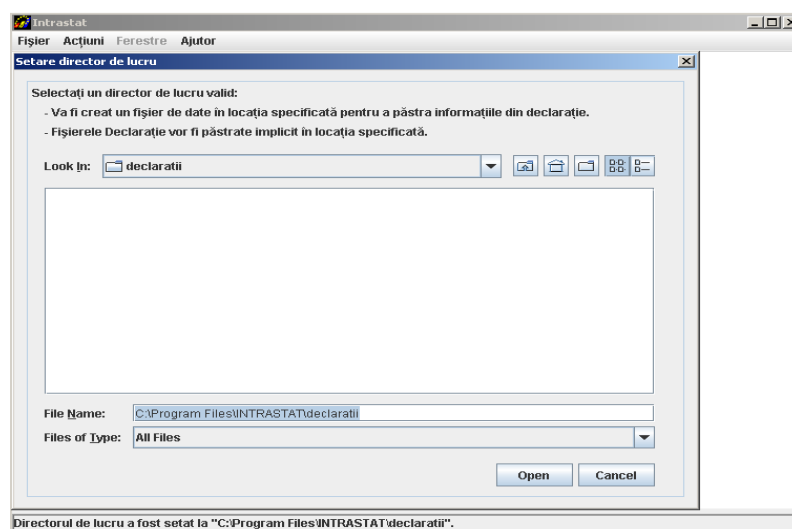 Intrastat
Fişier Acţiuni Ferestre Ajutor
Setare director de lucru
Selectaţi un director de lucru valid:
- Va fi creat un fişier de date în locaţia specificată pentru a păstra informaţiile din declaraţie.
- Fişierele Declaraţie vor fi păstrate implicit în locaţia specificată.
Look In: declaratii
File Name: C:\Program Files\INTRASTAT\declaratii
Files of Type: All Files
Open Cancel
Directorul de lucru a fost setat la "C:\Program Files\INTRASTAT\declaratii".